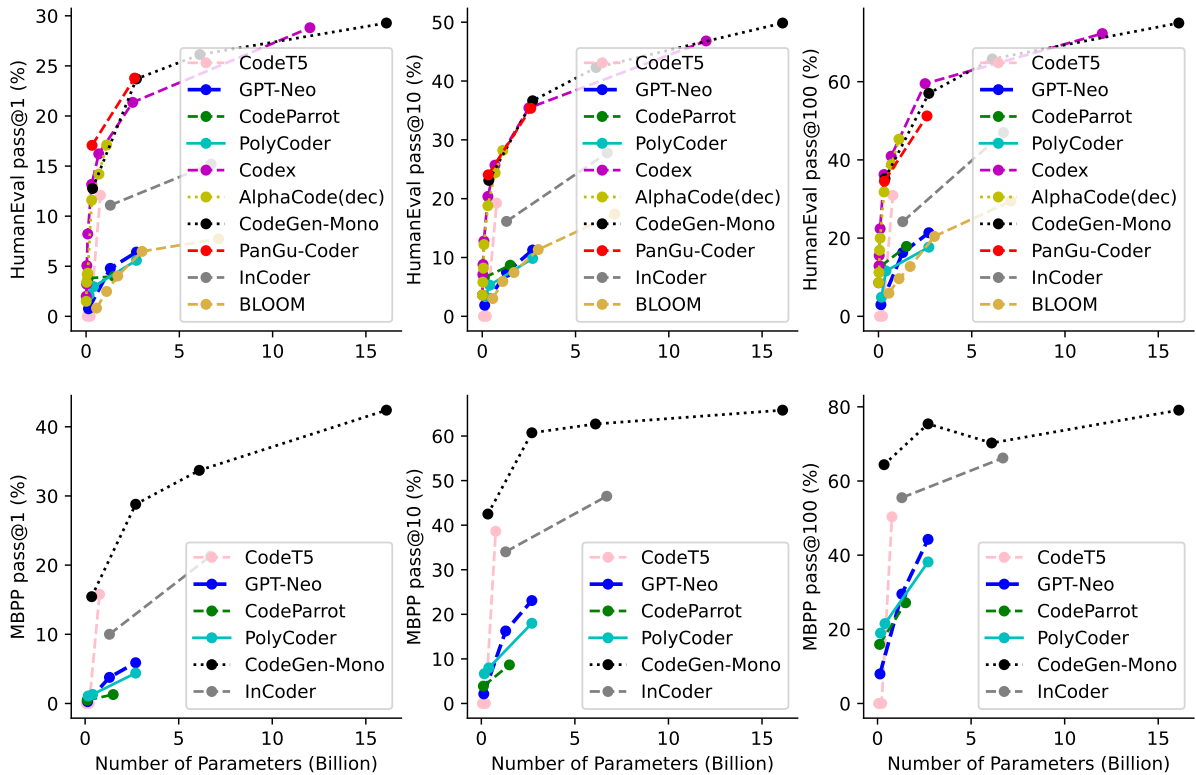 HumanEval pass@1 (%)
30
25
20
15
10
5
0
0 5 10 15
CodeT5
GPT-Neo
CodeParrot
PolyCoder
Codex
AlphaCode(dec)
CodeGen-Mono
PanGu-Coder
InCoder
BLOOM
HumanEval pass@10 (%)
50
40
30
20
10
0
0 5 10 15
CodeT5
GPT-Neo
CodeParrot
PolyCoder
Codex
AlphaCode(dec)
CodeGen-Mono
PanGu-Coder
InCoder
BLOOM
HumanEval pass@100 (%)
60
40
20
0
0 5 10 15
CodeT5
GPT-Neo
CodeParrot
PolyCoder
Codex
AlphaCode(dec)
CodeGen-Mono
PanGu-Coder
InCoder
BLOOM
MBPP pass@1 (%)
40
30
20
10
0
0 5 10 15
CodeT5
GPT-Neo
CodeParrot
PolyCoder
CodeGen-Mono
InCoder
Number of Parameters (Billion)
MBPP pass@10 (%)
60
50
40
30
20
10
0
0 5 10 15
CodeT5
GPT-Neo
CodeParrot
PolyCoder
CodeGen-Mono
InCoder
Number of Parameters (Billion)
MBPP pass@100 (%)
80
60
40
20
0
0 5 10 15
CodeT5
GPT-Neo
CodeParrot
PolyCoder
CodeGen-Mono
InCoder
Number of Parameters (Billion)